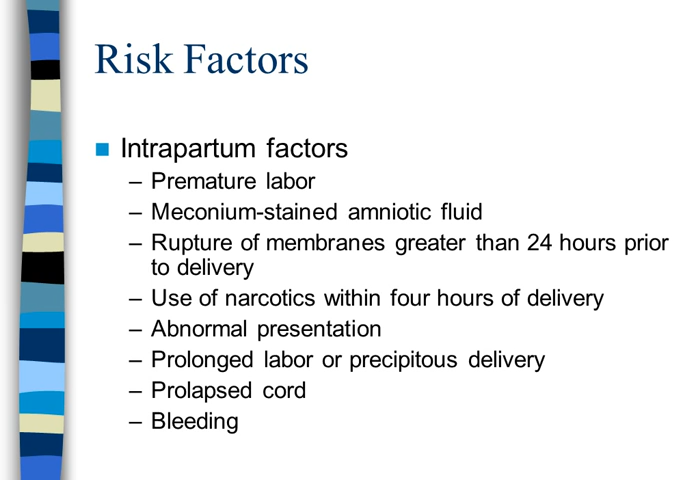 Risk Factors
Intrapartum factors
– Premature labor
– Meconium-stained amniotic fluid
– Rupture of membranes greater than 24 hours prior
to delivery
– Use of narcotics within four hours of delivery
– Abnormal presentation
– Prolonged labor or precipitous delivery
– Prolapsed cord
– Bleeding